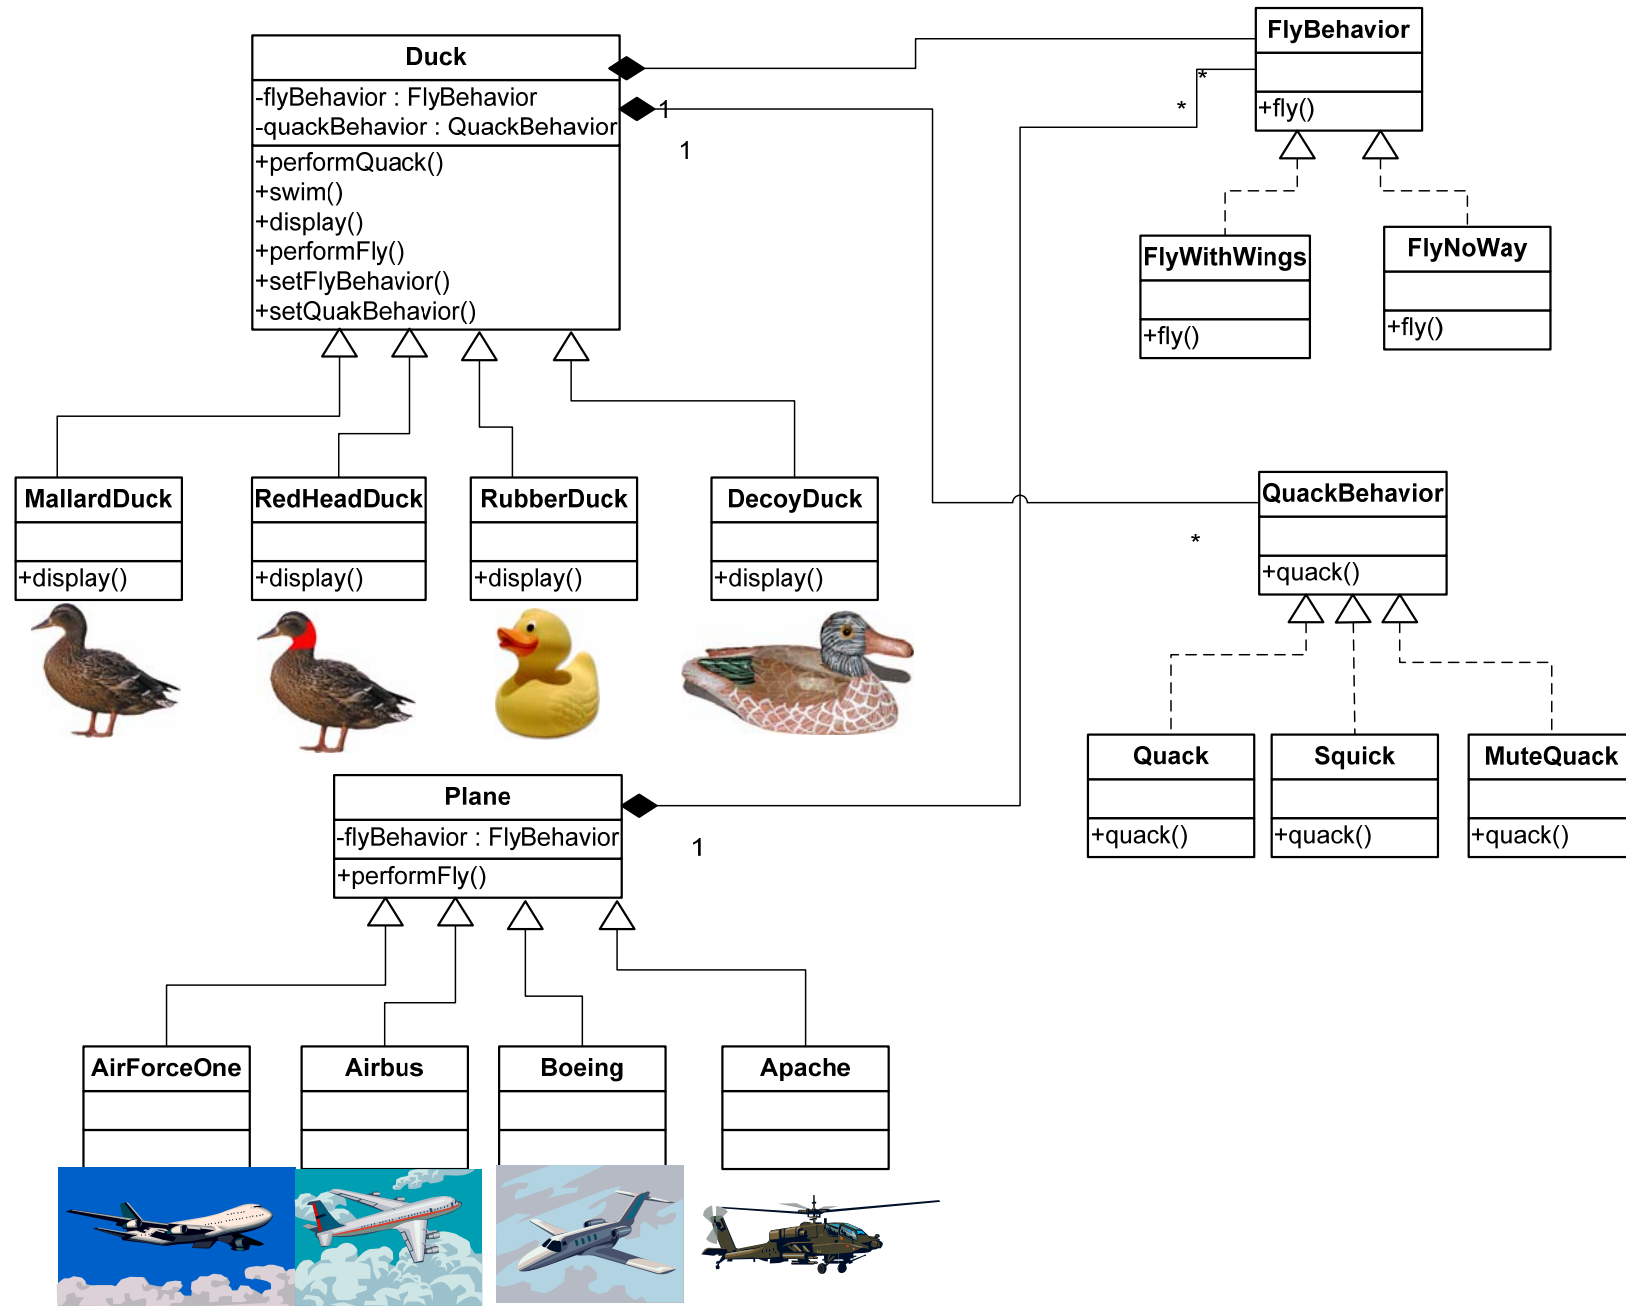 Duck
-flyBehavior : FlyBehavior
-quackBehavior : QuackBehavior
+performQuack()
+swim()
+display()
+performFly()
+setFlyBehavior()
+setQuakBehavior()
1
1
*
*
FlyBehavior
+fly()
FlyWithWings
+fly()
FlyNoWay
+fly()
MallardDuck
+display()
RedHeadDuck
+display()
RubberDuck
+display()
DecoyDuck
+display()
QuackBehavior
+quack()
*
Quack
+quack()
Squick
+quack()
MuteQuack
+quack()
Plane
-flyBehavior : FlyBehavior
+performFly()
1
AirForceOne
Airbus
Boeing
Apache